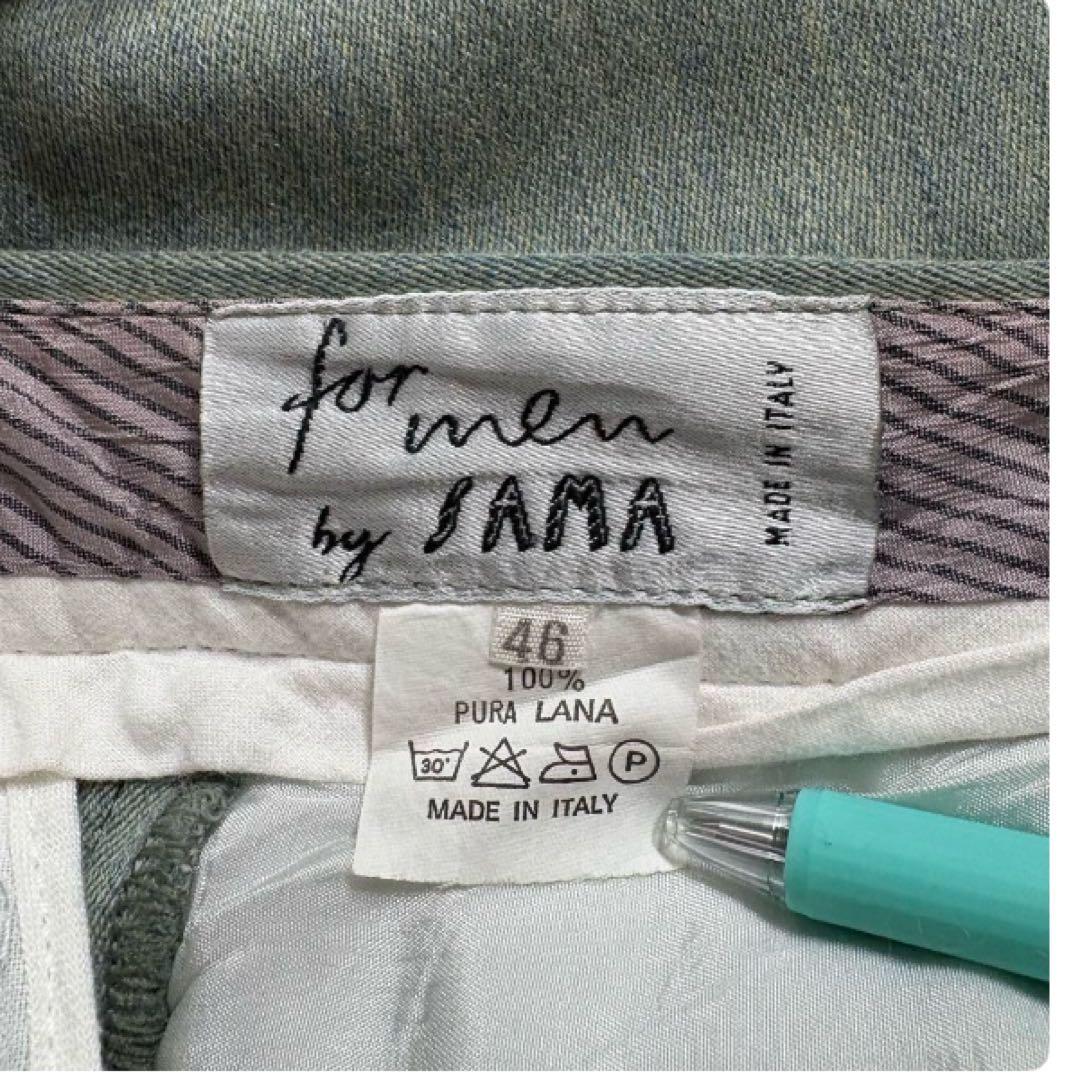 for
men
by SAMA
MADE IN ITALY
46
100%
PURA LANA
30°
P
MADE IN ITALY